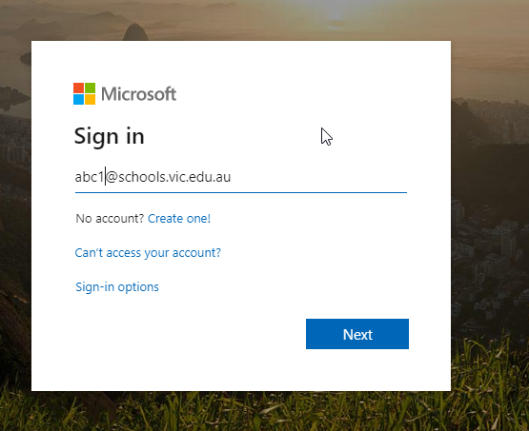 Microsoft
Sign in
abc1@schools.vic.edu.au
No account? Create one!
Can't access your account?
Sign-in options
Next